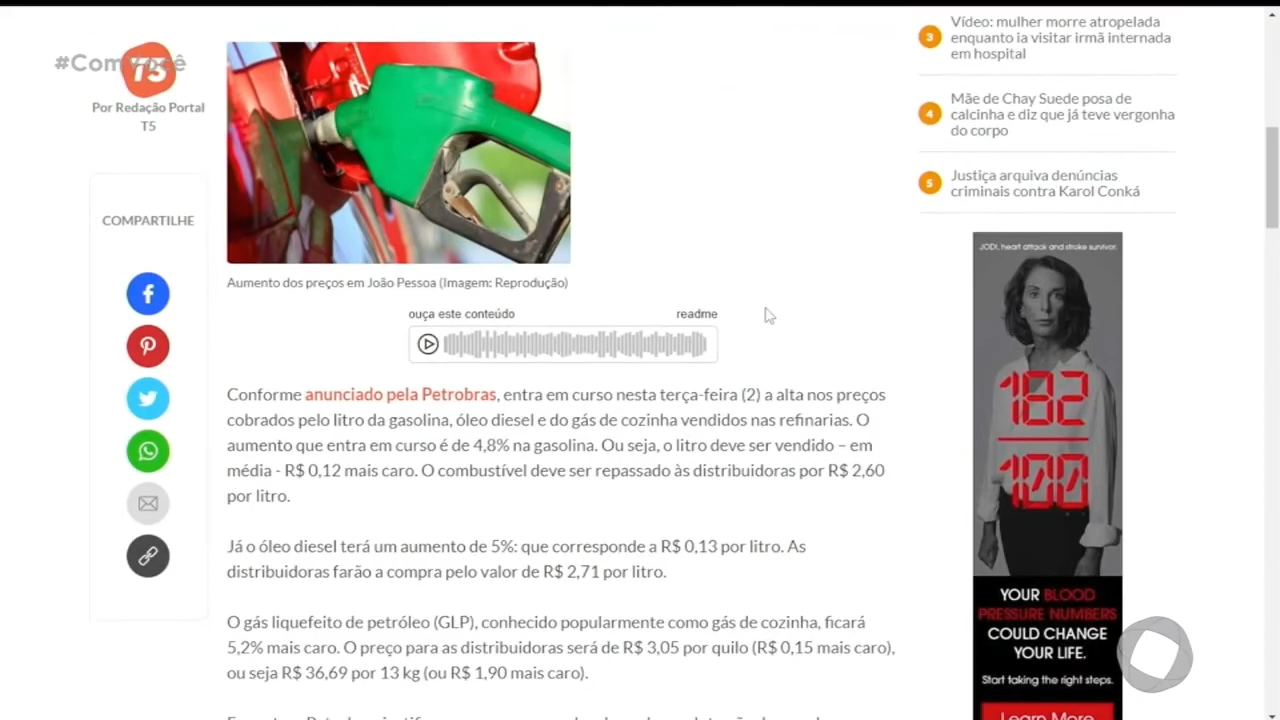 #ComVocê
T5
Por Redação Portal
T5
COMPARTILHE
Aumento dos preços em João Pessoa (Imagem: Reprodução)
ouça este conteúdo
readme
Conforme anunciado pela Petrobras, entra em curso nesta terça-feira (2) a alta nos preços
cobrados pelo litro da gasolina, óleo diesel e do gás de cozinha vendidos nas refinarias. O
aumento que entra em curso é de 4,8% na gasolina. Ou seja, o litro deve ser vendido – em
média - R$ 0,12 mais caro. O combustível deve ser repassado às distribuidoras por R$ 2,60
por litro.
Já o óleo diesel terá um aumento de 5%: que corresponde a R$ 0,13 por litro. As
distribuidoras farão a compra pelo valor de R$ 2,71 por litro.
O gás liquefeito de petróleo (GLP), conhecido popularmente como gás de cozinha, ficará
5,2% mais caro. O preço para as distribuidoras será de R$ 3,05 por quilo (R$ 0,15 mais caro),
ou seja R$ 36,69 por 13 kg (ou R$ 1,90 mais caro).
3
Vídeo: mulher morre atropelada
enquanto ia visitar irmã internada
em hospital
4
Mãe de Chay Suede posa de
calcinha e diz que já teve vergonha
do corpo
5
Justiça arquiva denúncias
criminais contra Karol Conká
JODI, heart attack and stroke survivor.
182
100
YOUR BLOOD
PRESSURE NUMBERS
COULD CHANGE
YOUR LIFE.
Start taking the right steps.
Learn More